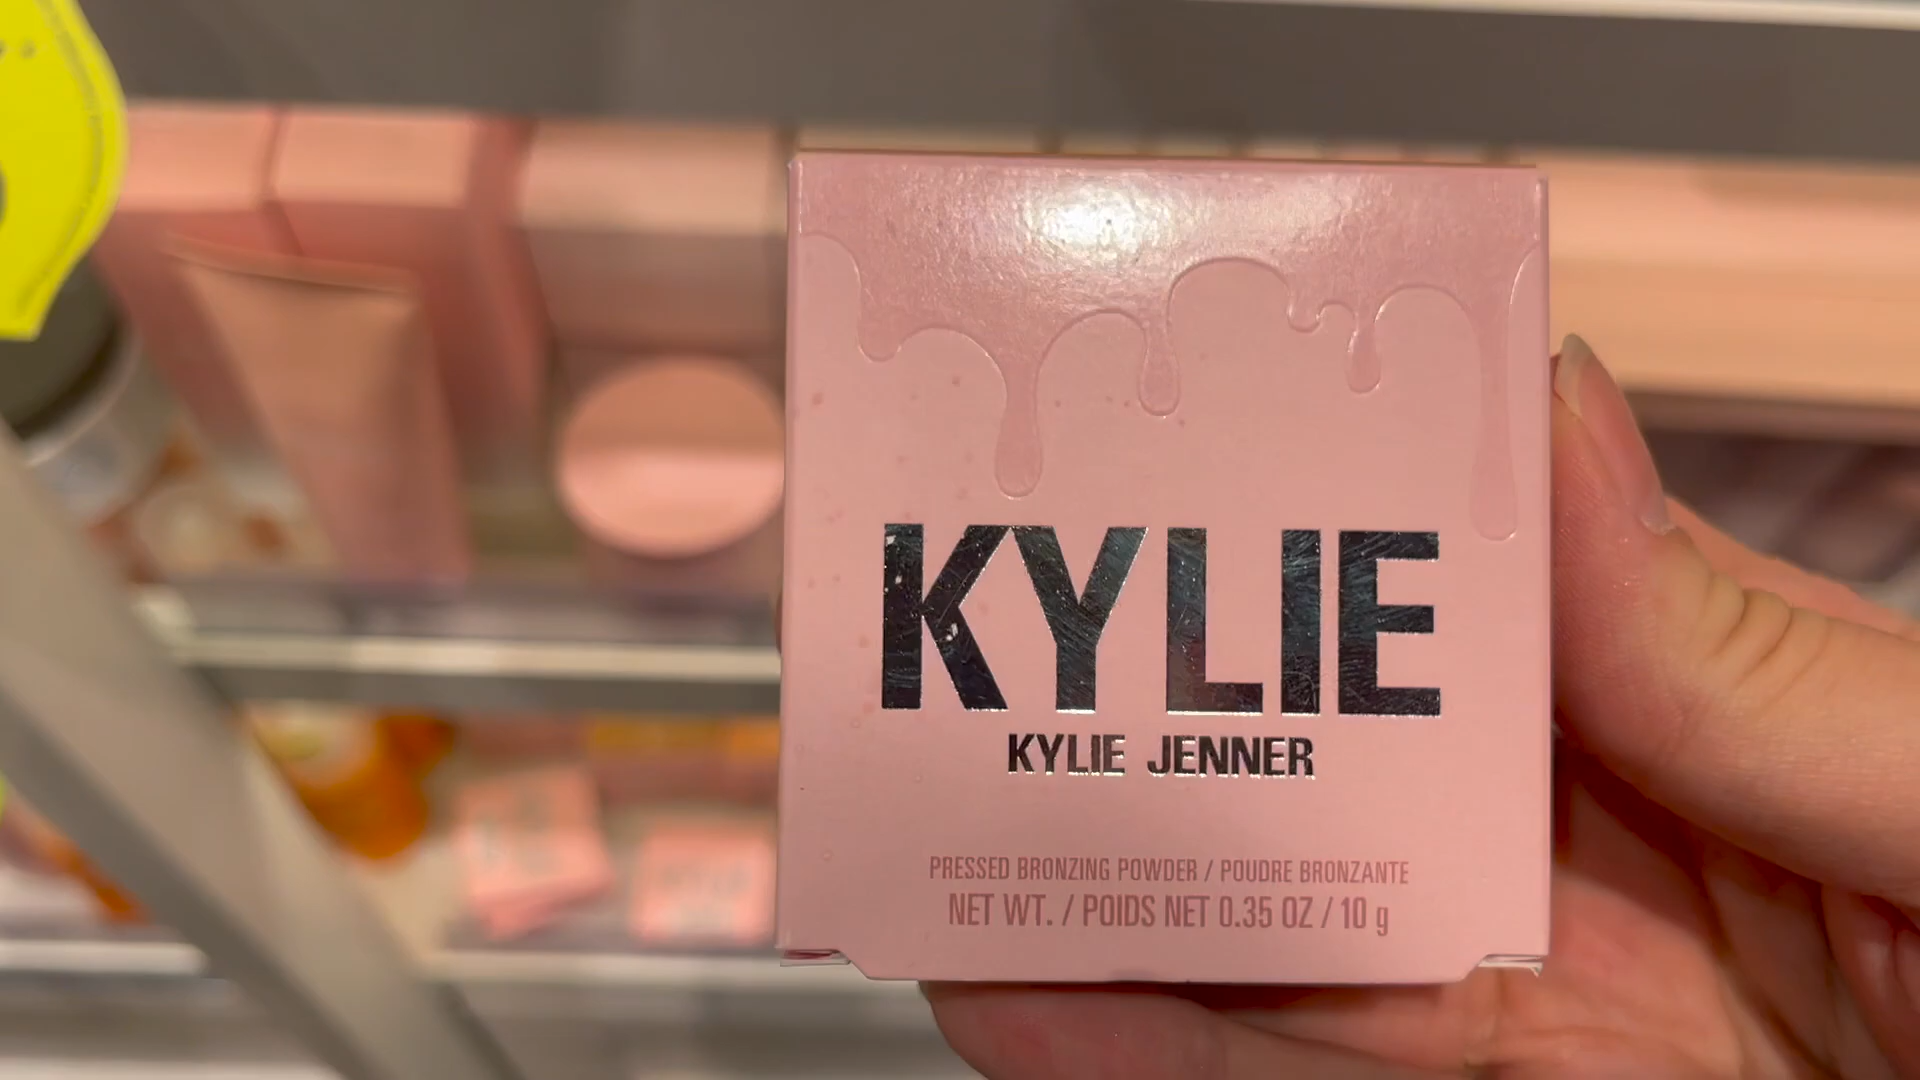 KYLIE
KYLIE JENNER
PRESSED BRONZING POWDER / POUDRE BRONZANTE
NET WT. / POIDS NET 0.35 OZ / 10 g